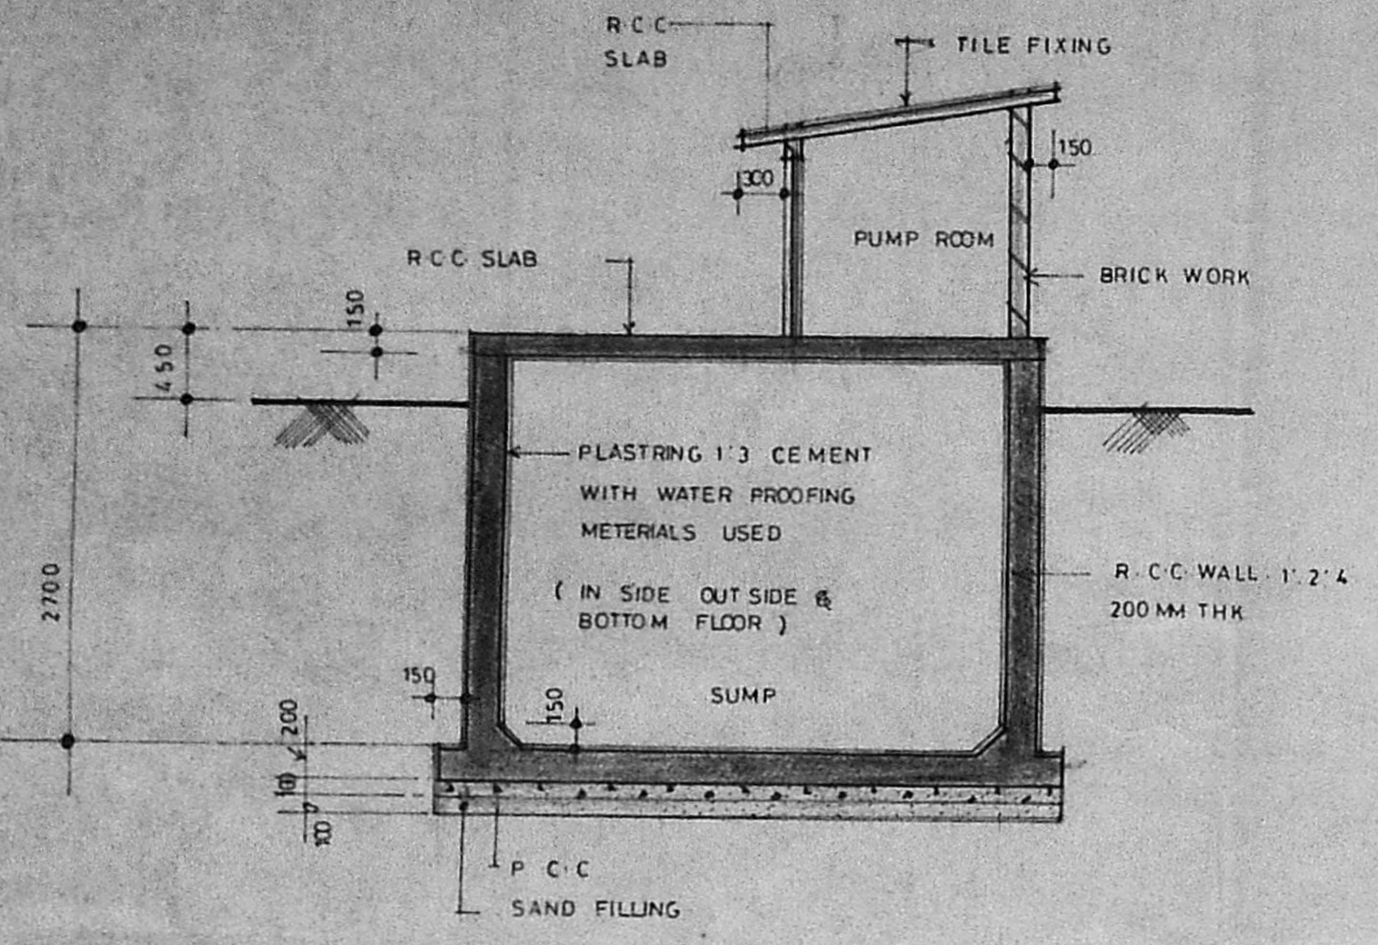 R.C.C
SLAB
TILE FIXING
150
300
PUMP ROOM
R.C.C. SLAB
BRICK WORK
150
450
PLASTRING 1:3 CEMENT
WITH WATER PROOFING
METERIALS USED
( IN SIDE OUT SIDE &
BOTTOM FLOOR )
2700
R.C.C. WALL. 1:2:4
200 MM THK
150
150
SUMP
200
100
100
P.C.C
SAND FILLING